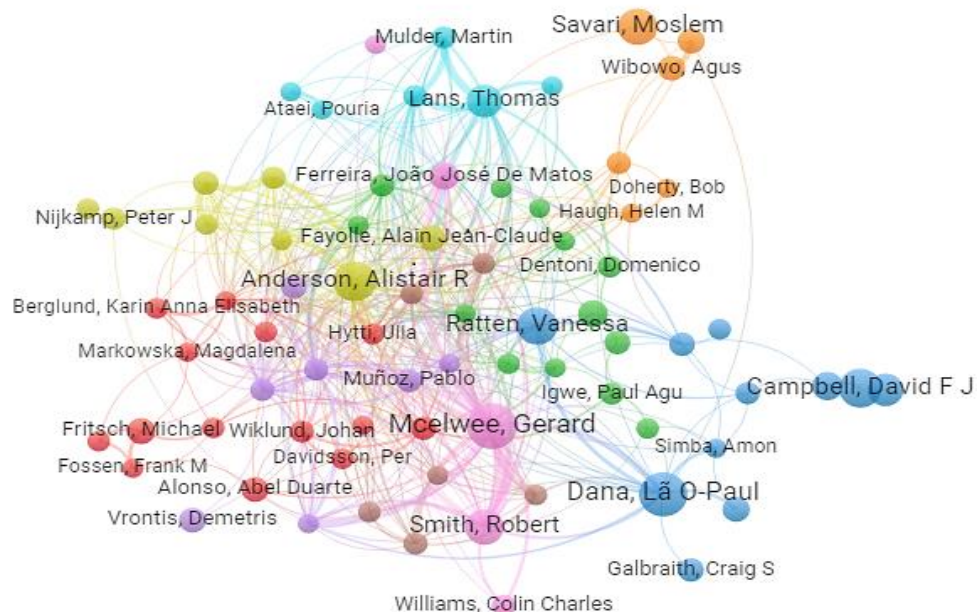 Savari, Moslem
Mulder, Martin
Wibowo, Agus
Lans, Thomas
Ataei, Pouria
Ferreira, João José De Matos
Doherty, Bob
Nijkamp, Peter J
Haugh, Helen M
Fayolle, Alain Jean-Claude
Dentoni, Domenico
Anderson, Alistair R
Berglund, Karin Anna Elisabeth
Hytti, Ulla
Ratten, Vanessa
Markowska, Magdalena
Muñoz, Pablo
Campbell, David F J
Igwe, Paul Agu
Mcelwee, Gerard
Fritsch, Michael
Wiklund, Johan
Simba, Amon
Davidsson, Per
Fossen, Frank M
Alonso, Abel Duarte
Dana, Lã O-Paul
Vrontis, Demetris
Smith, Robert
Galbraith, Craig S
Williams, Colin Charles